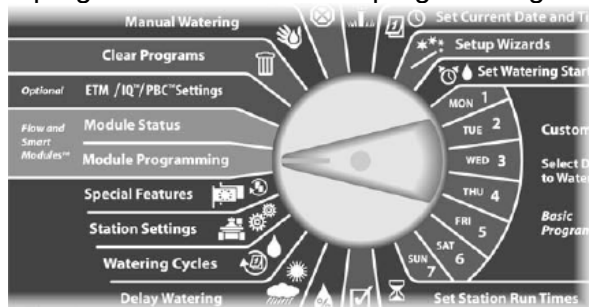 Manual Watering
Clear Programs
Optional
ETM /IQ™/PBC™Settings
Flow and
Smart
Modules™
Module Status
Module Programming
Special Features
Station Settings
Watering Cycles
Delay Watering
Set Current Date and
Setup Wizards
Set Watering Star
MON 1
TUE 2
WED 3
THU 4
FRI 5
SAT 6
SUN 7
Custom
Select D
to Wate
Basic
Program
Set Station Run Times